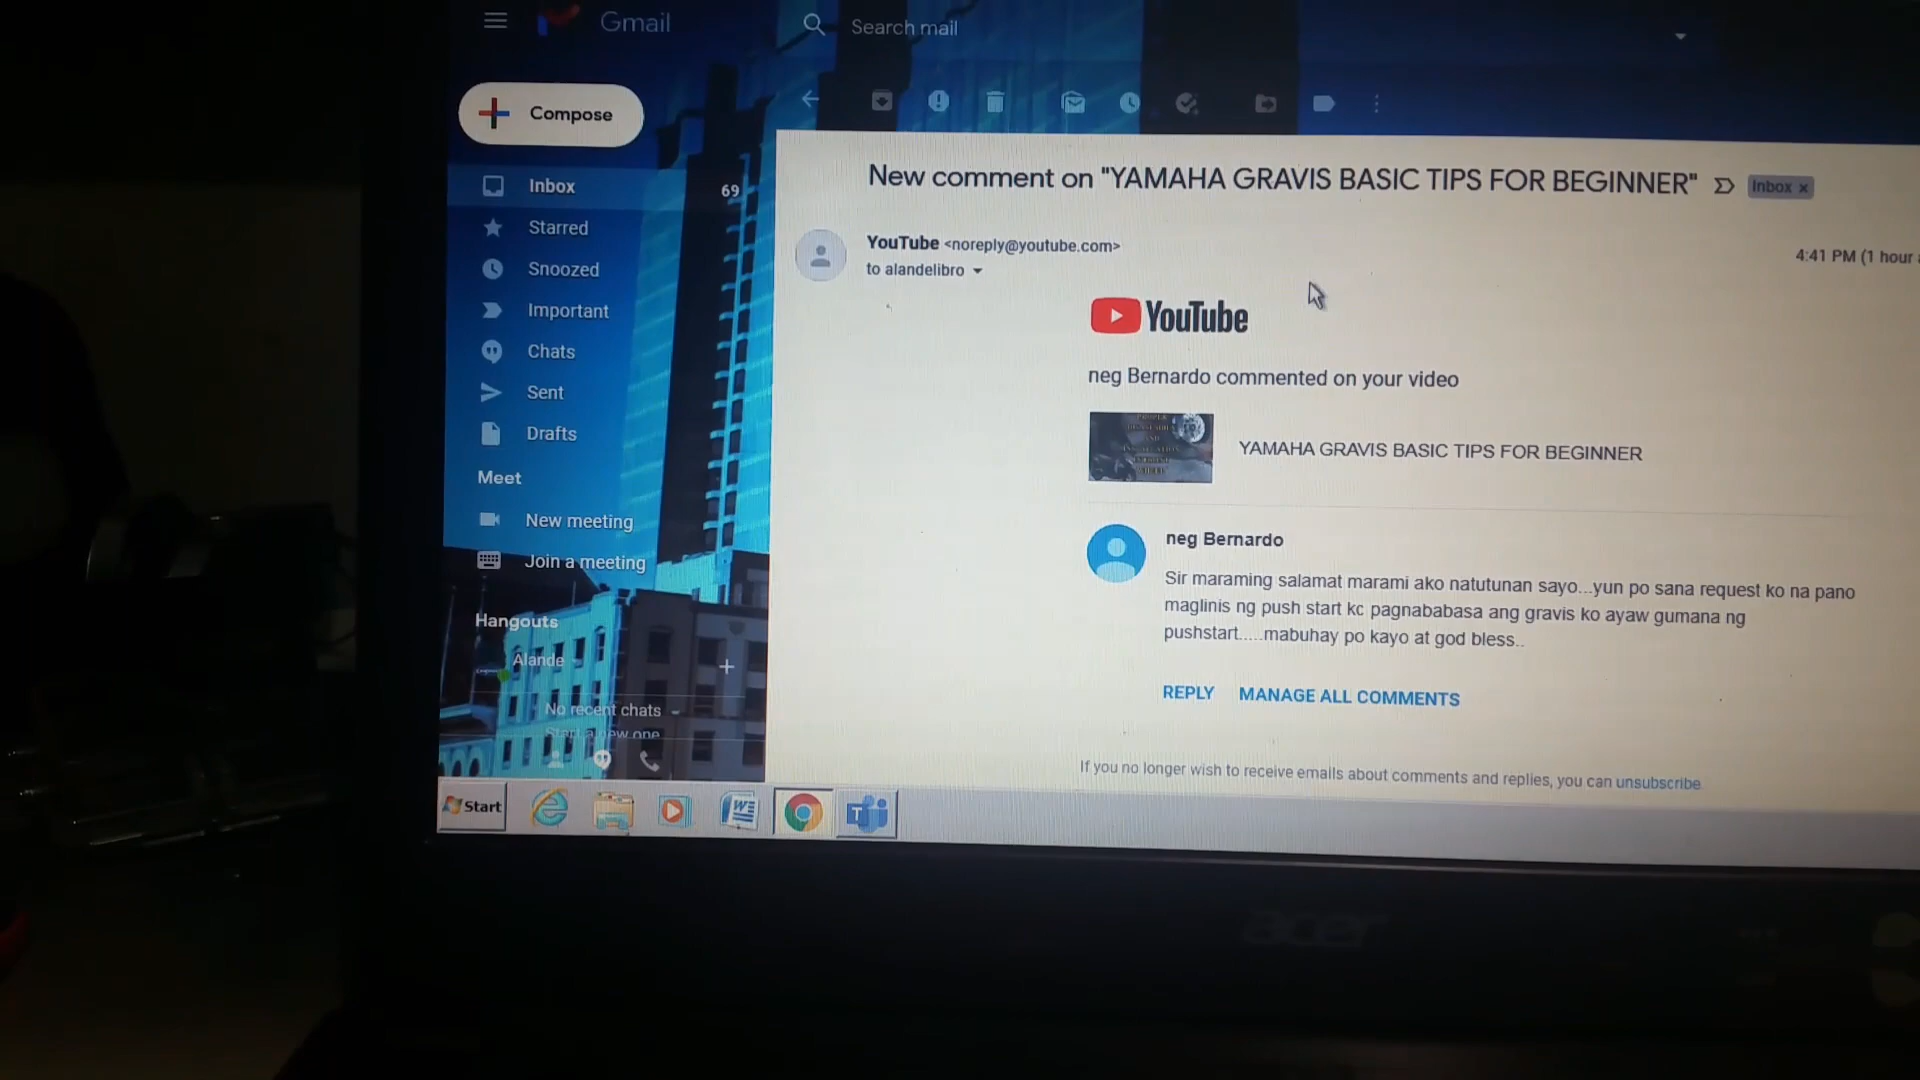 Gmail
Search mail
Compose
Inbox 69
Starred
Snoozed
Important
Chats
Sent
Drafts
Meet
New meeting
Join a meeting
Hangouts
Alande
No recent chats
Start a new one
New comment on "YAMAHA GRAVIS BASIC TIPS FOR BEGINNER" Inbox x
YouTube <noreply@youtube.com>
4:41 PM (1 hour
to alandelibro
YouTube
neg Bernardo commented on your video
YAMAHA GRAVIS BASIC TIPS FOR BEGINNER
neg Bernardo
Sir maraming salamat marami ako natutunan sayo...yun po sana request ko na pano
maglinis ng push start kc pagnababasa ang gravis ko ayaw gumana ng
pushstart.....mabuhay po kayo at god bless..
REPLY MANAGE ALL COMMENTS
If you no longer wish to receive emails about comments and replies, you can unsubscribe.
Start
acer